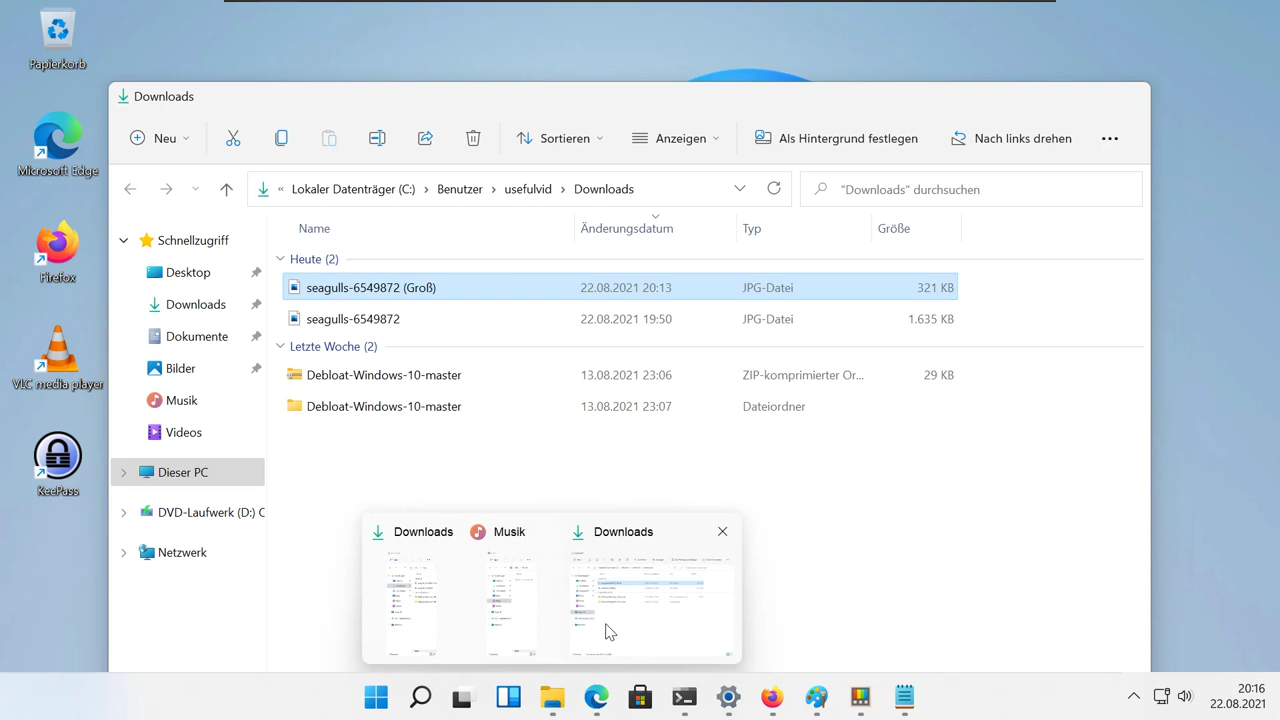 Papierkorb
Microsoft Edge
Firefox
VLC media player
KeePass
Downloads
Neu
Sortieren
Anzeigen
Als Hintergrund festlegen
Nach links drehen
« Lokaler Datenträger (C:) > Benutzer > usefulvid > Downloads
"Downloads" durchsuchen
Schnellzugriff
Desktop
Downloads
Dokumente
Bilder
Musik
Videos
Dieser PC
DVD-Laufwerk (D:) C
Netzwerk
Name Änderungsdatum Typ Größe
Heute (2)
seagulls-6549872 (Groß) 22.08.2021 20:13 JPG-Datei 321 KB
seagulls-6549872 22.08.2021 19:50 JPG-Datei 1.635 KB
Letzte Woche (2)
Debloat-Windows-10-master 13.08.2021 23:06 ZIP-komprimierter Or... 29 KB
Debloat-Windows-10-master 13.08.2021 23:07 Dateiordner
Downloads Musik Downloads
20:16
22.08.2021